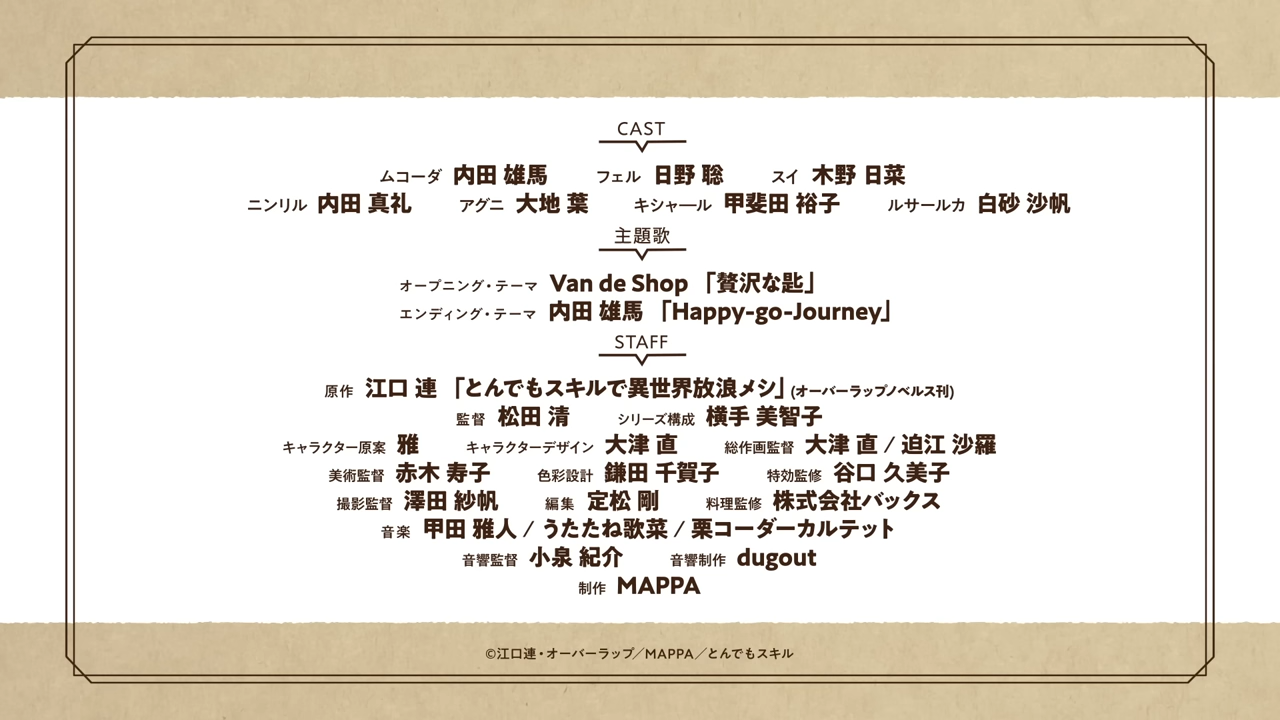 CAST
ムコーダ 内田 雄馬 フェル 日野 聡 スイ 木野 日菜
ニンリル 内田 真礼 アグニ 大地 葉 キシャール 甲斐田 裕子 ルサールカ 白砂 沙帆
主題歌
オープニング・テーマ Van de Shop 「贅沢な匙」
エンディング・テーマ 内田 雄馬 「Happy-go-Journey」
STAFF
原作 江口 連 「とんでもスキルで異世界放浪メシ」 (オーバーラップノベルス刊)
監督 松田 清 シリーズ構成 横手 美智子
キャラクター原案 雅 キャラクターデザイン 大津 直 総作画監督 大津 直 / 迫江 沙羅
美術監督 赤木 寿子 色彩設計 鎌田 千賀子 特効監修 谷口 久美子
撮影監督 澤田 紗帆 編集 定松 剛 料理監修 株式会社バックス
音楽 甲田 雅人 / うたたね歌菜 / 栗コーダーカルテット
音響監督 小泉 紀介 音響制作 dugout
制作 MAPPA
©江口連・オーバーラップ／MAPPA／とんでもスキル